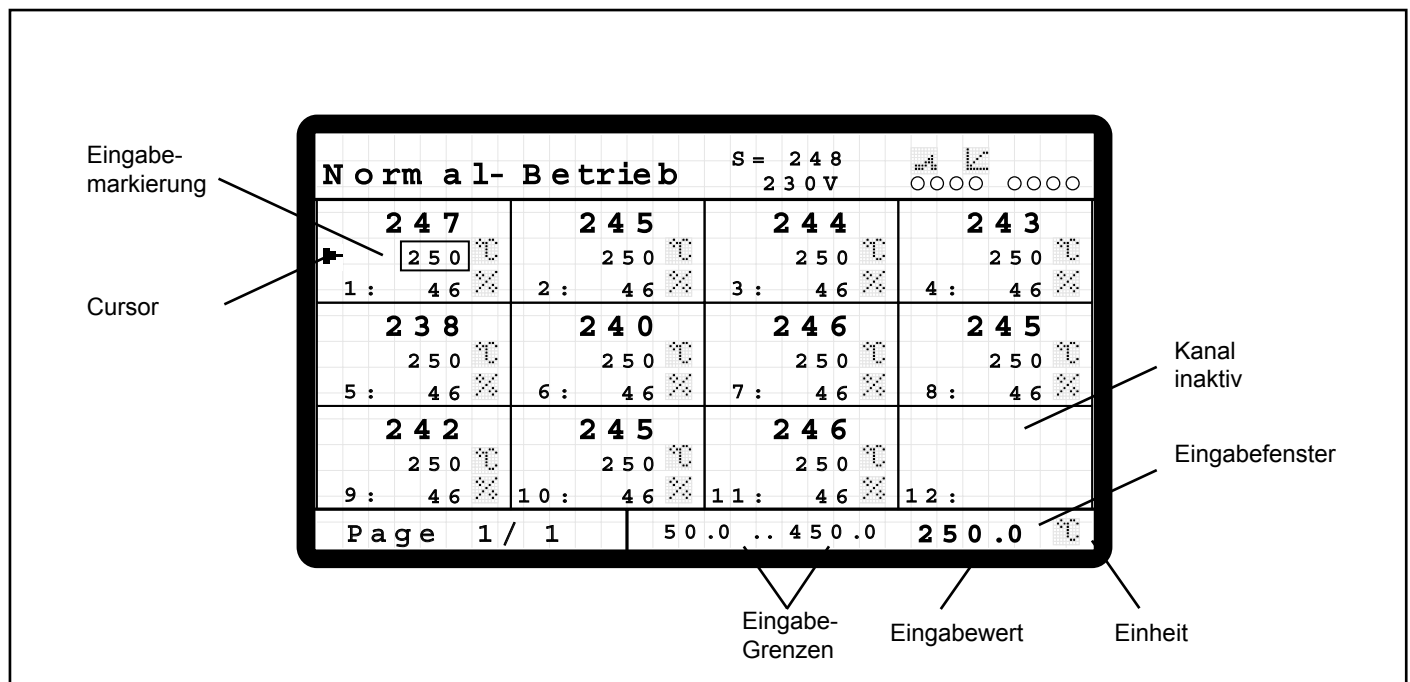 Eingabe-
markierung
Cursor
Normal-Betrieb
S= 248
230V
247
245
244
243
250 °C
250 °C
250 °C
250 °C
1: 46 %
2: 46 %
3: 46 %
4: 46 %
238
240
246
245
250 °C
250 °C
250 °C
250 °C
5: 46 %
6: 46 %
7: 46 %
8: 46 %
242
245
246
250 °C
250 °C
250 °C
9: 46 %
10: 46 %
11: 46 %
12:
Page 1/ 1
50.0 .. 450.0
250.0 °C
Kanal
inaktiv
Eingabefenster
Eingabe-
Grenzen
Eingabewert
Einheit